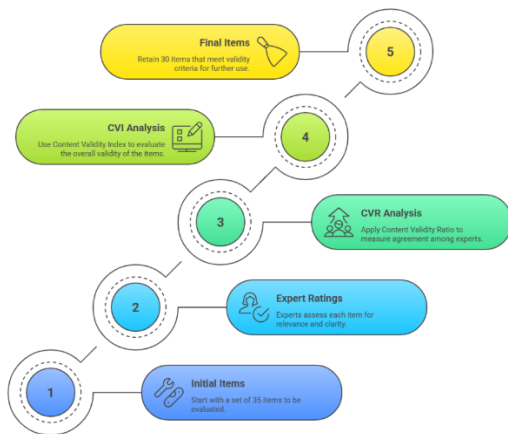 Final Items
Retain 30 items that meet validity
criteria for further use.
5
CVI Analysis
Use Content Validity Index to evaluate
the overall validity of the items.
4
3
CVR Analysis
Apply Content Validity Ratio to
measure agreement among experts.
2
Expert Ratings
Experts assess each item for
relevance and clarity.
1
Initial Items
Start with a set of 35 items to be
evaluated.